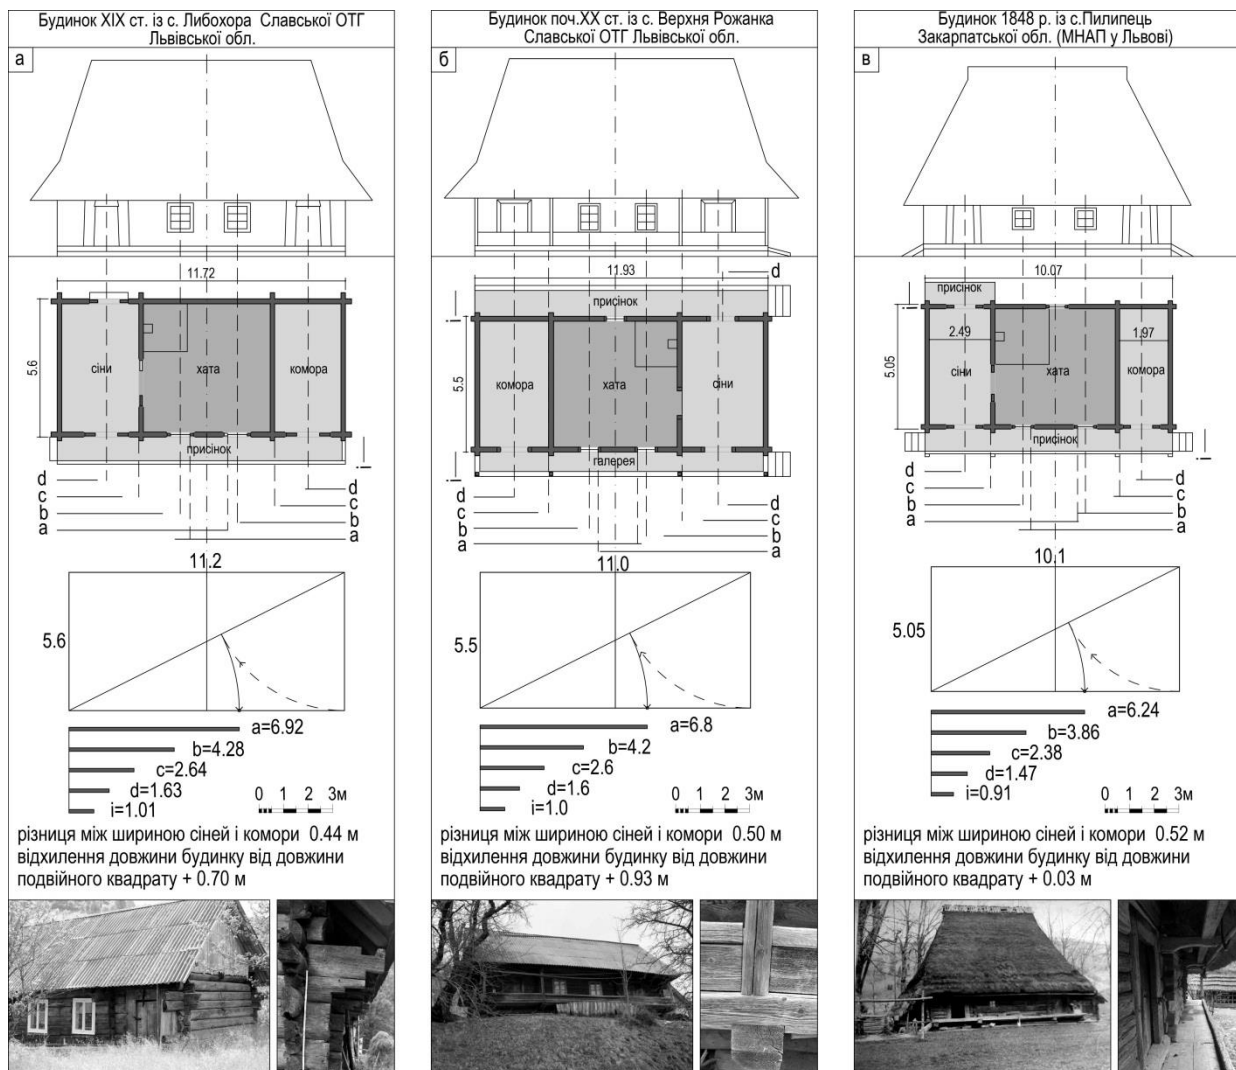 Будинок XIX ст. із с. Либохора Славської ОТГ
Львівської обл.
а
11.72
5.6
сіни
хата
комора
присінок
i
d
c
b
a
d
c
b
a
11.2
5.6
a=6.92
b=4.28
c=2.64
d=1.63
i=1.01
0 1 2 3м
різниця між шириною сіней і комори 0.44 м
відхилення довжини будинку від довжини
подвійного квадрату + 0.70 м
Будинок поч.XX ст. із с. Верхня Рожанка
Славської ОТГ Львівської обл.
б
11.93
d
присінок
i
5.5
комора
хата
сіни
галерея
i
d
c
b
a
d
c
b
a
11.0
5.5
a=6.8
b=4.2
c=2.6
d=1.6
i=1.0
0 1 2 3м
різниця між шириною сіней і комори 0.50 м
відхилення довжини будинку від довжини
подвійного квадрату + 0.93 м
Будинок 1848 р. із с.Пилипець
Закарпатської обл. (МНАП у Львові)
в
10.07
присінок
i
2.49
1.97
5.05
сіни
хата
комора
присінок
i
d
c
b
a
d
c
b
a
10.1
5.05
a=6.24
b=3.86
c=2.38
d=1.47
i=0.91
0 1 2 3м
різниця між шириною сіней і комори 0.52 м
відхилення довжини будинку від довжини
подвійного квадрату + 0.03 м